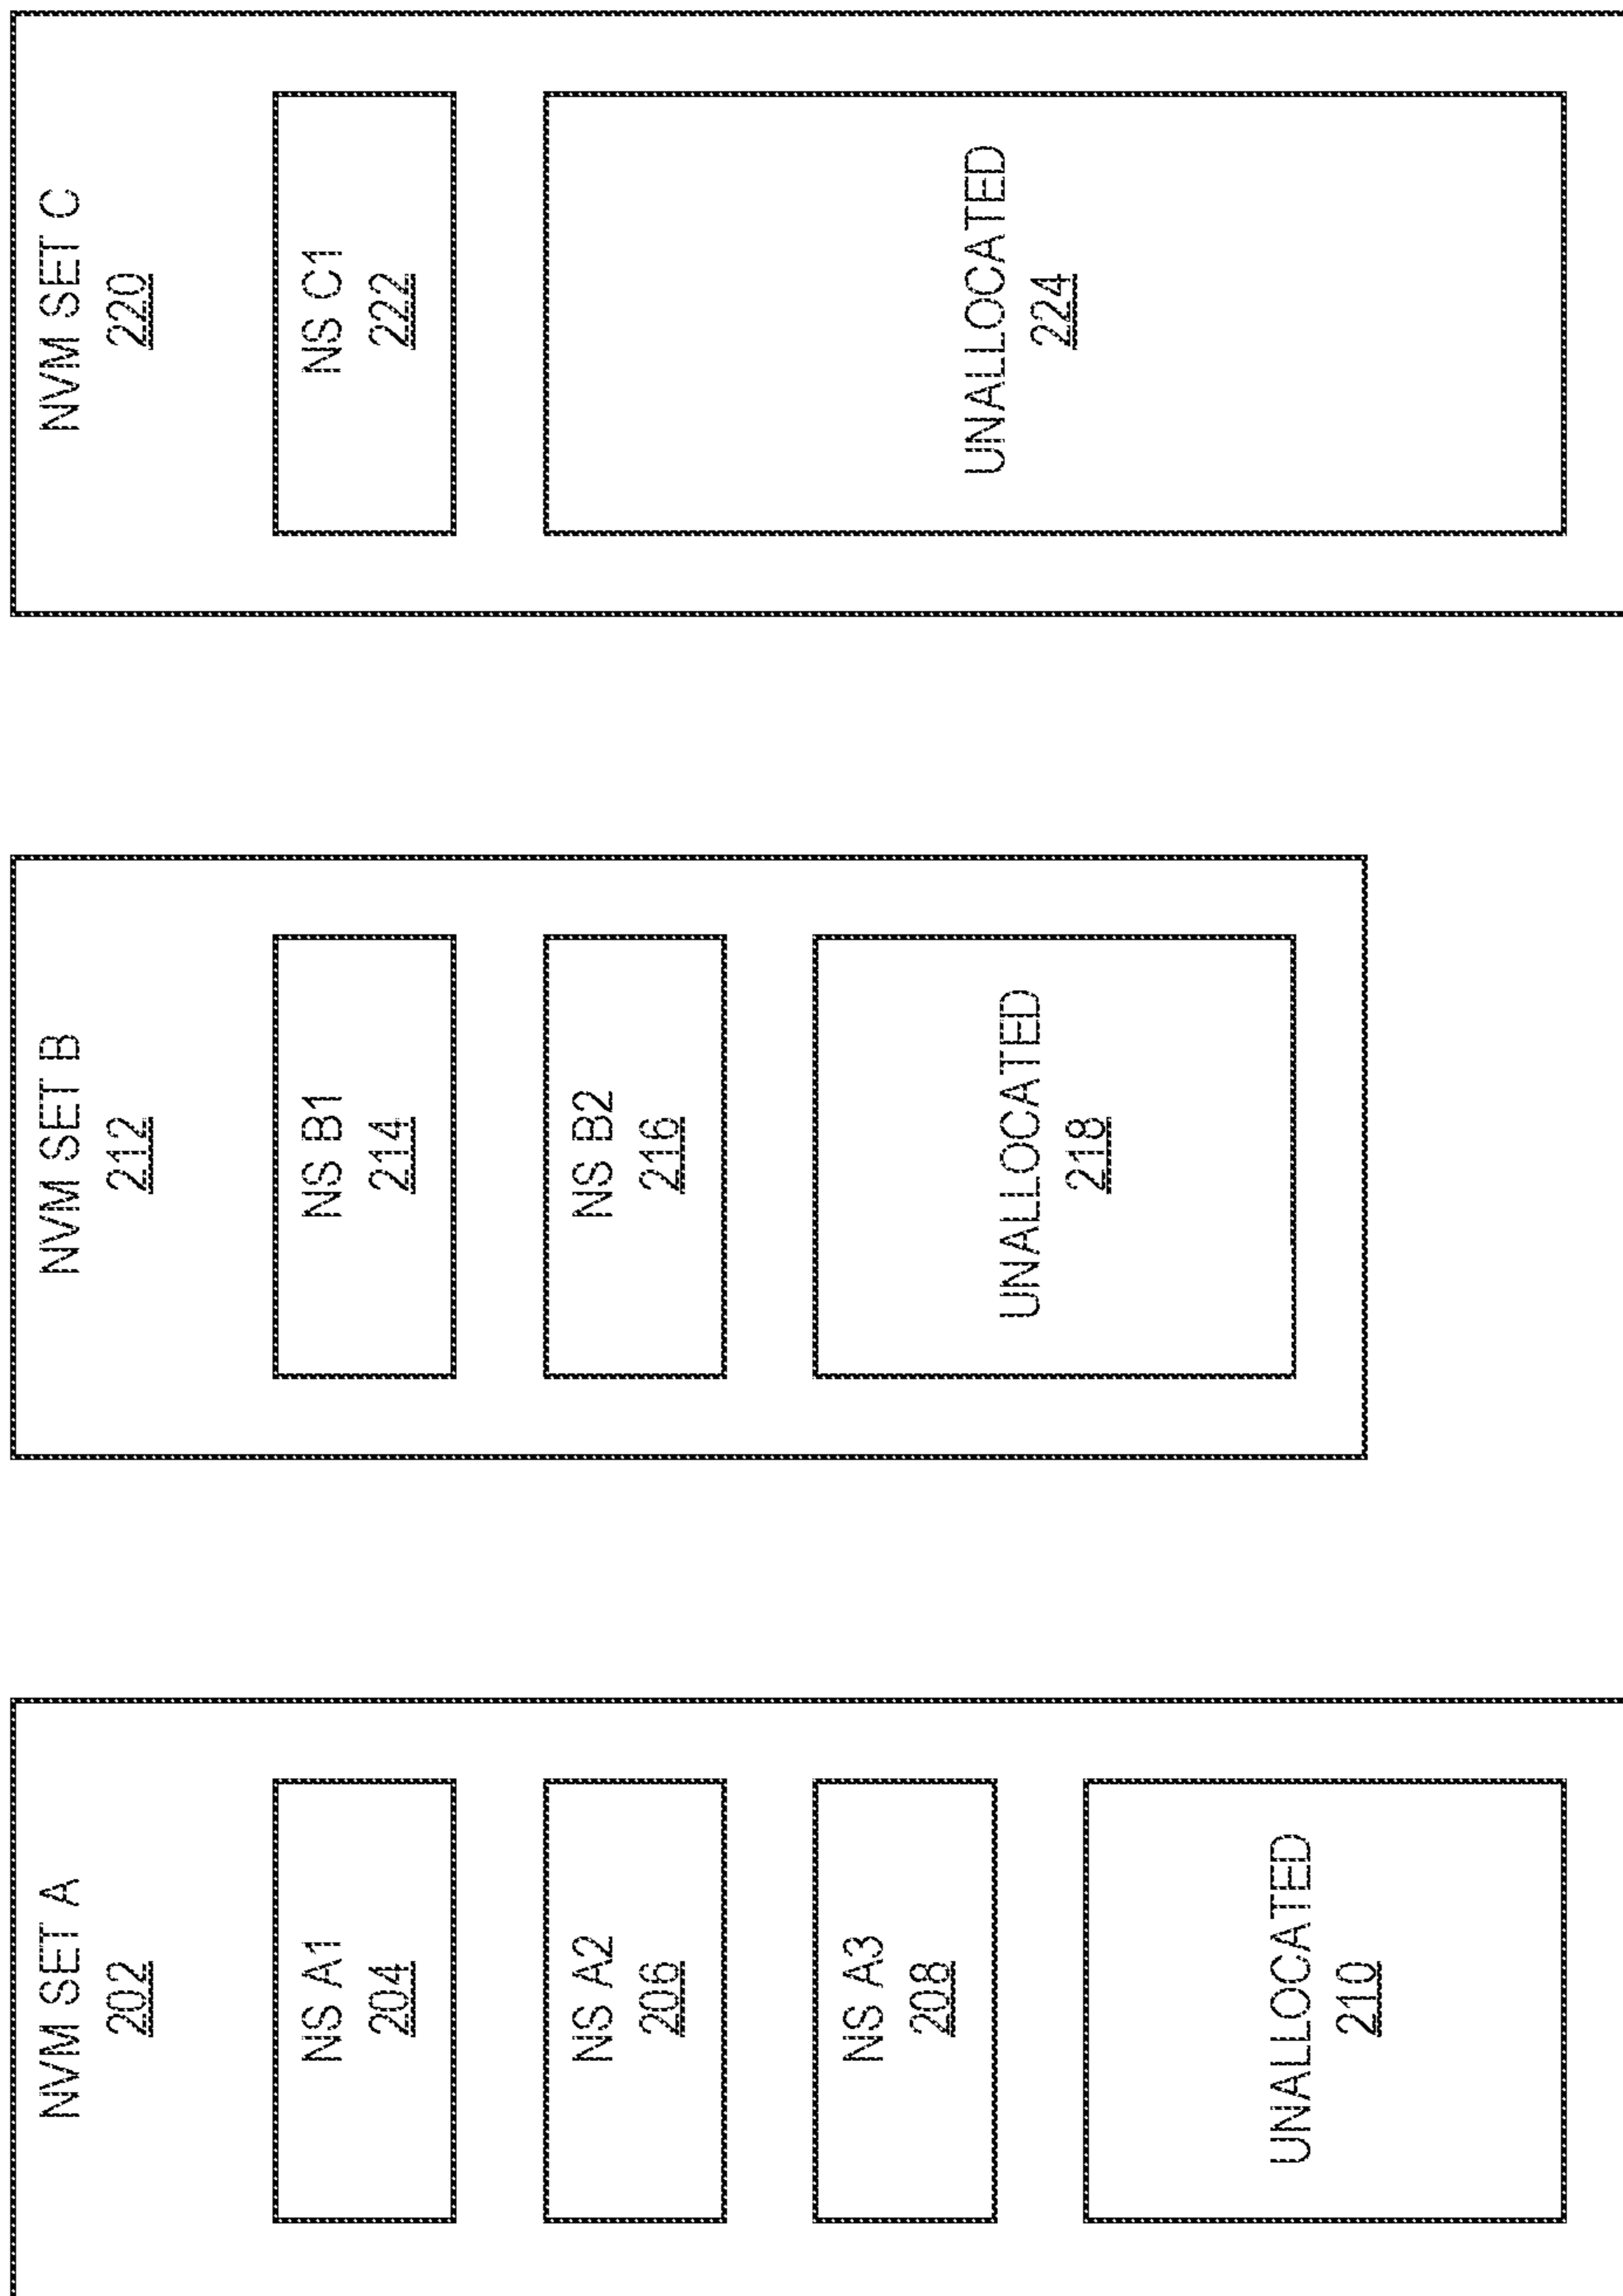 NVM SET A
202
NS A1
204
NS A2
206
NS A3
208
UNALLOCATED
210
NVM SET B
212
NS B1
214
NS B2
216
UNALLOCATED
218
NVM SET C
220
NS C1
222
UNALLOCATED
224